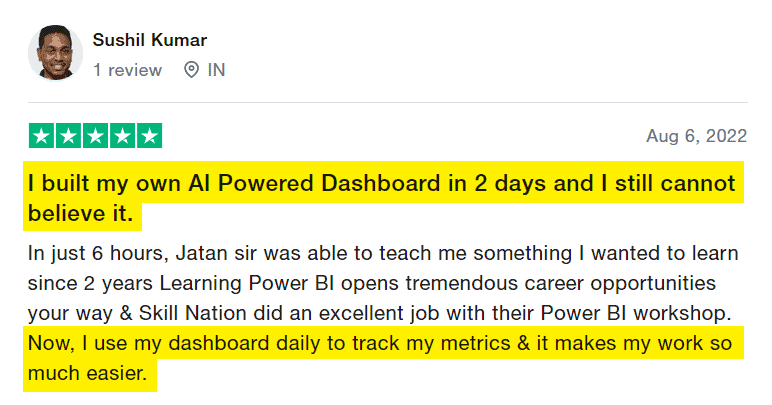 Sushil Kumar
1 review IN
Aug 6, 2022
I built my own AI Powered Dashboard in 2 days and I still cannot
believe it.
In just 6 hours, Jatan sir was able to teach me something I wanted to learn
since 2 years Learning Power BI opens tremendous career opportunities
your way & Skill Nation did an excellent job with their Power BI workshop.
Now, I use my dashboard daily to track my metrics & it makes my work so
much easier.